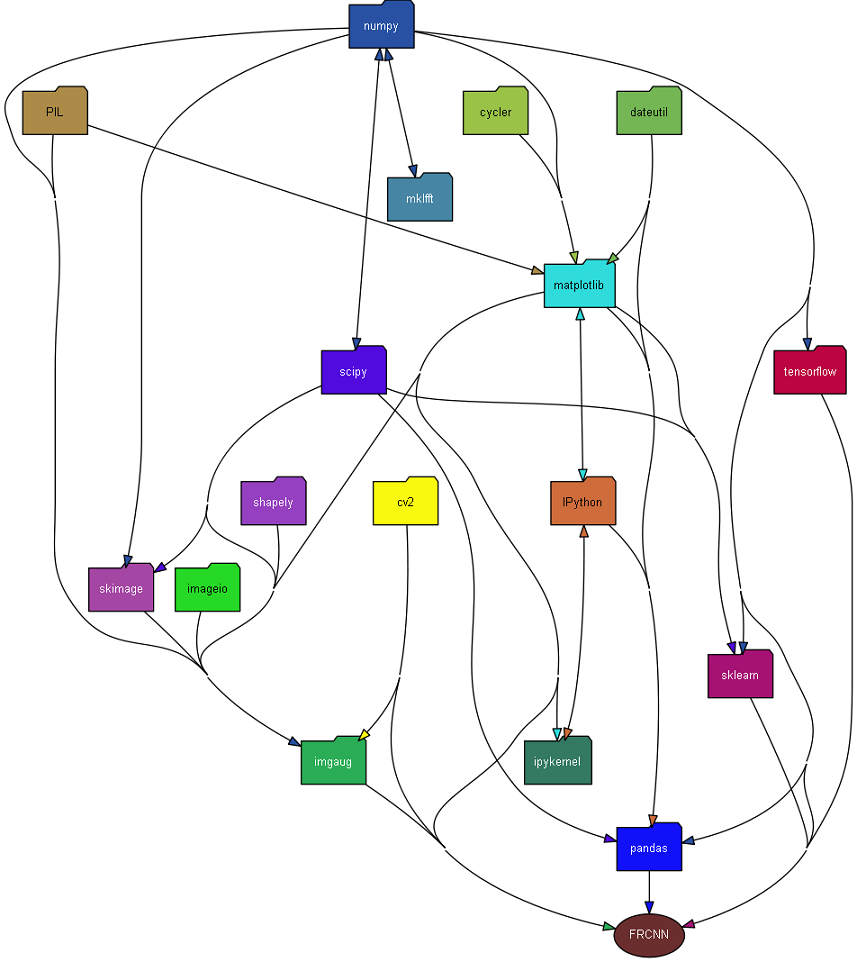 numpy
PIL
cycler
dateutil
mklfft
matplotlib
scipy
tensorflow
shapely
cv2
IPython
skimage
imageio
sklearn
imgaug
ipykernel
pandas
FRCNN